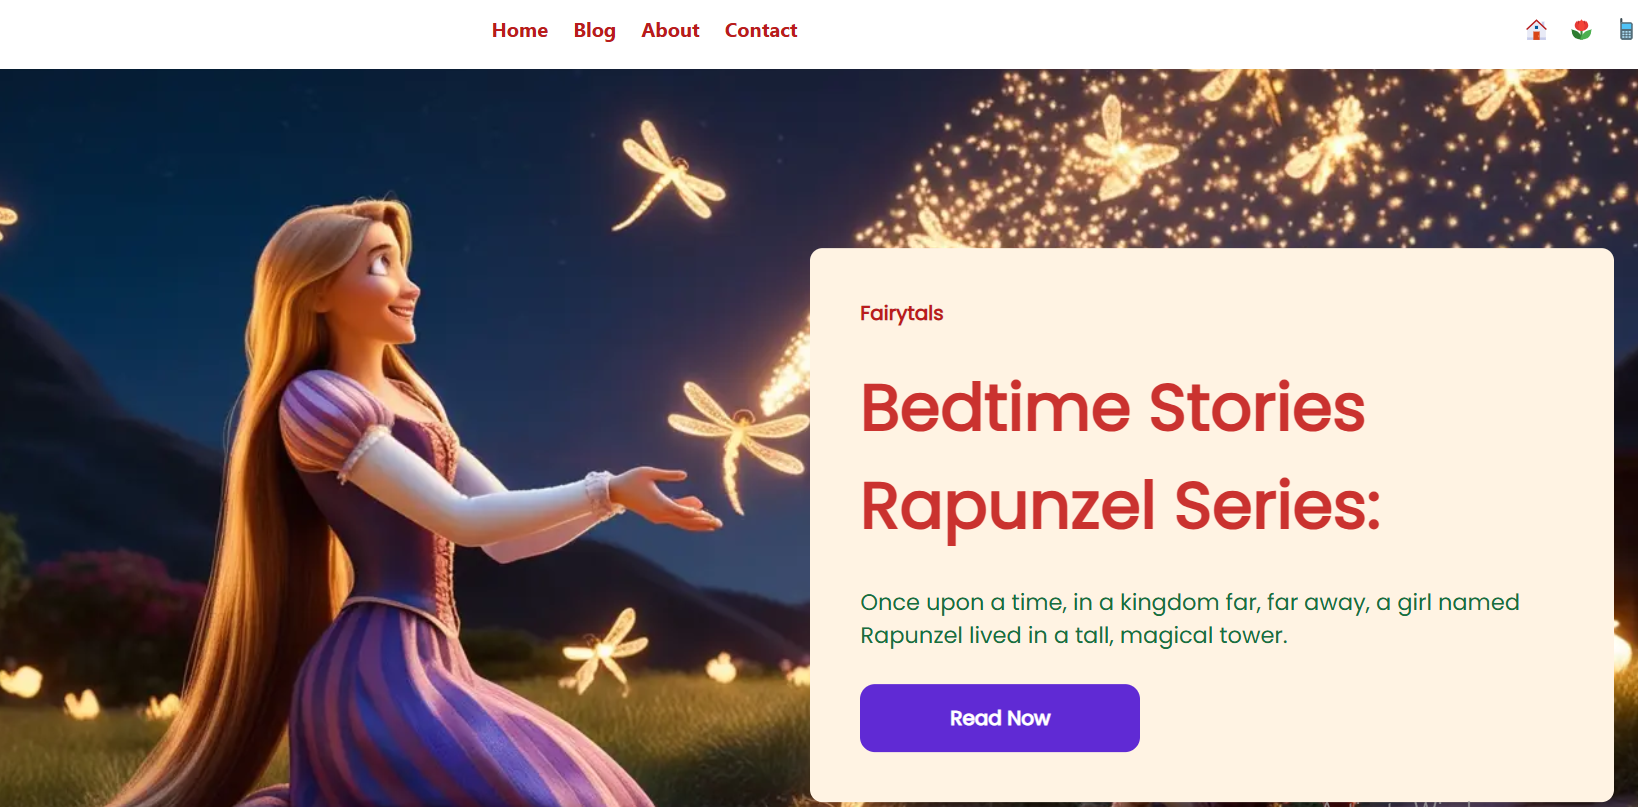 Home Blog About Contact
Fairytals
Bedtime Stories
Rapunzel Series:
Once upon a time, in a kingdom far, far away, a girl named
Rapunzel lived in a tall, magical tower.
Read Now